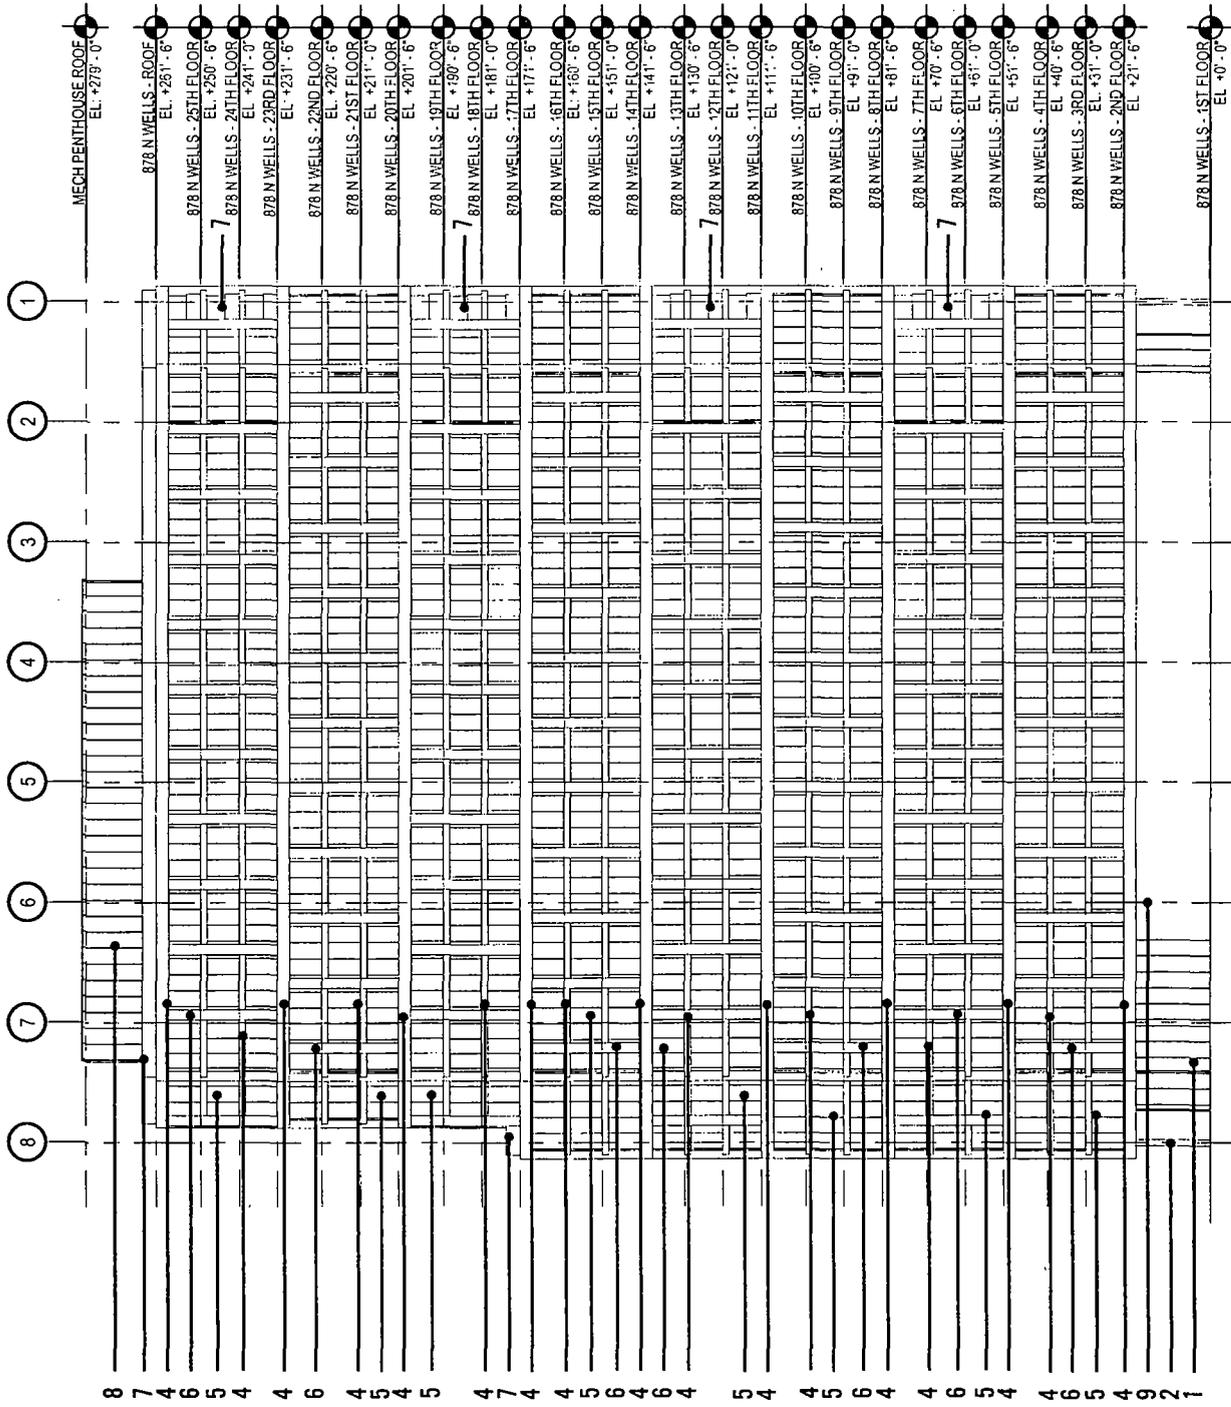 MECH PENTHOUSE ROOF
EL: +279' - 0"
878 N WELLS - ROOF
EL. +261' - 6"
878 N WELLS - 25TH FLOOR
EL +250' - 6"
878 N WELLS - 24TH FLOOR
EL +241' - 0"
878 N WELLS - 23RD FLOOR
EL: +231' - 6"
878 N WELLS - 22ND FLOOR
EL +220' - 6"
878 N WELLS - 21ST FLOOR
EL +211' - 0"
878 N WELLS - 20TH FLOOR
EL +201' - 6"
878 N WELLS - 19TH FLOOR
EL +190' - 6"
878 N WELLS - 18TH FLOOR
EL +181' - 0"
878 N WELLS - 17TH FLOOR
EL +171' - 6"
878 N WELLS - 16TH FLOOR
EL: +160' - 6"
878 N WELLS - 15TH FLOOR
EL +151' - 0"
878 N WELLS - 14TH FLOOR
EL +141' - 6"
878 N WELLS - 13TH FLOOR
EL +130' - 6"
878 N WELLS - 12TH FLOOR
EL +121' - 0"
878 N WELLS - 11TH FLOOR
EL +111' - 6"
878 N WELLS - 10TH FLOOR
EL +100' - 6"
878 N WELLS - 9TH FLOOR
EL +91' - 0"
878 N WELLS - 8TH FLOOR
EL +81' - 6"
878 N WELLS - 7TH FLOOR
EL +70' - 6"
878 N WELLS - 6TH FLOOR
EL +61' - 0"
878 N WELLS - 5TH FLOOR
EL +51' - 6"
878 N WELLS - 4TH FLOOR
EL +40' - 6"
878 N WELLS - 3RD FLOOR
EL. +31' - 0"
878 N WELLS - 2ND FLOOR
EL +21' - 6"
878 N WELLS - 1ST FLOOR
EL +0' - 0"
7
7
7
7
1
2
3
4
5
6
7
8
8
7
4
6
5
4
4
6
4
5
4
5
4
7
4
4
5
6
4
6
4
5
4
4
5
6
4
4
6
5
4
4
6
5
4
9
2
1